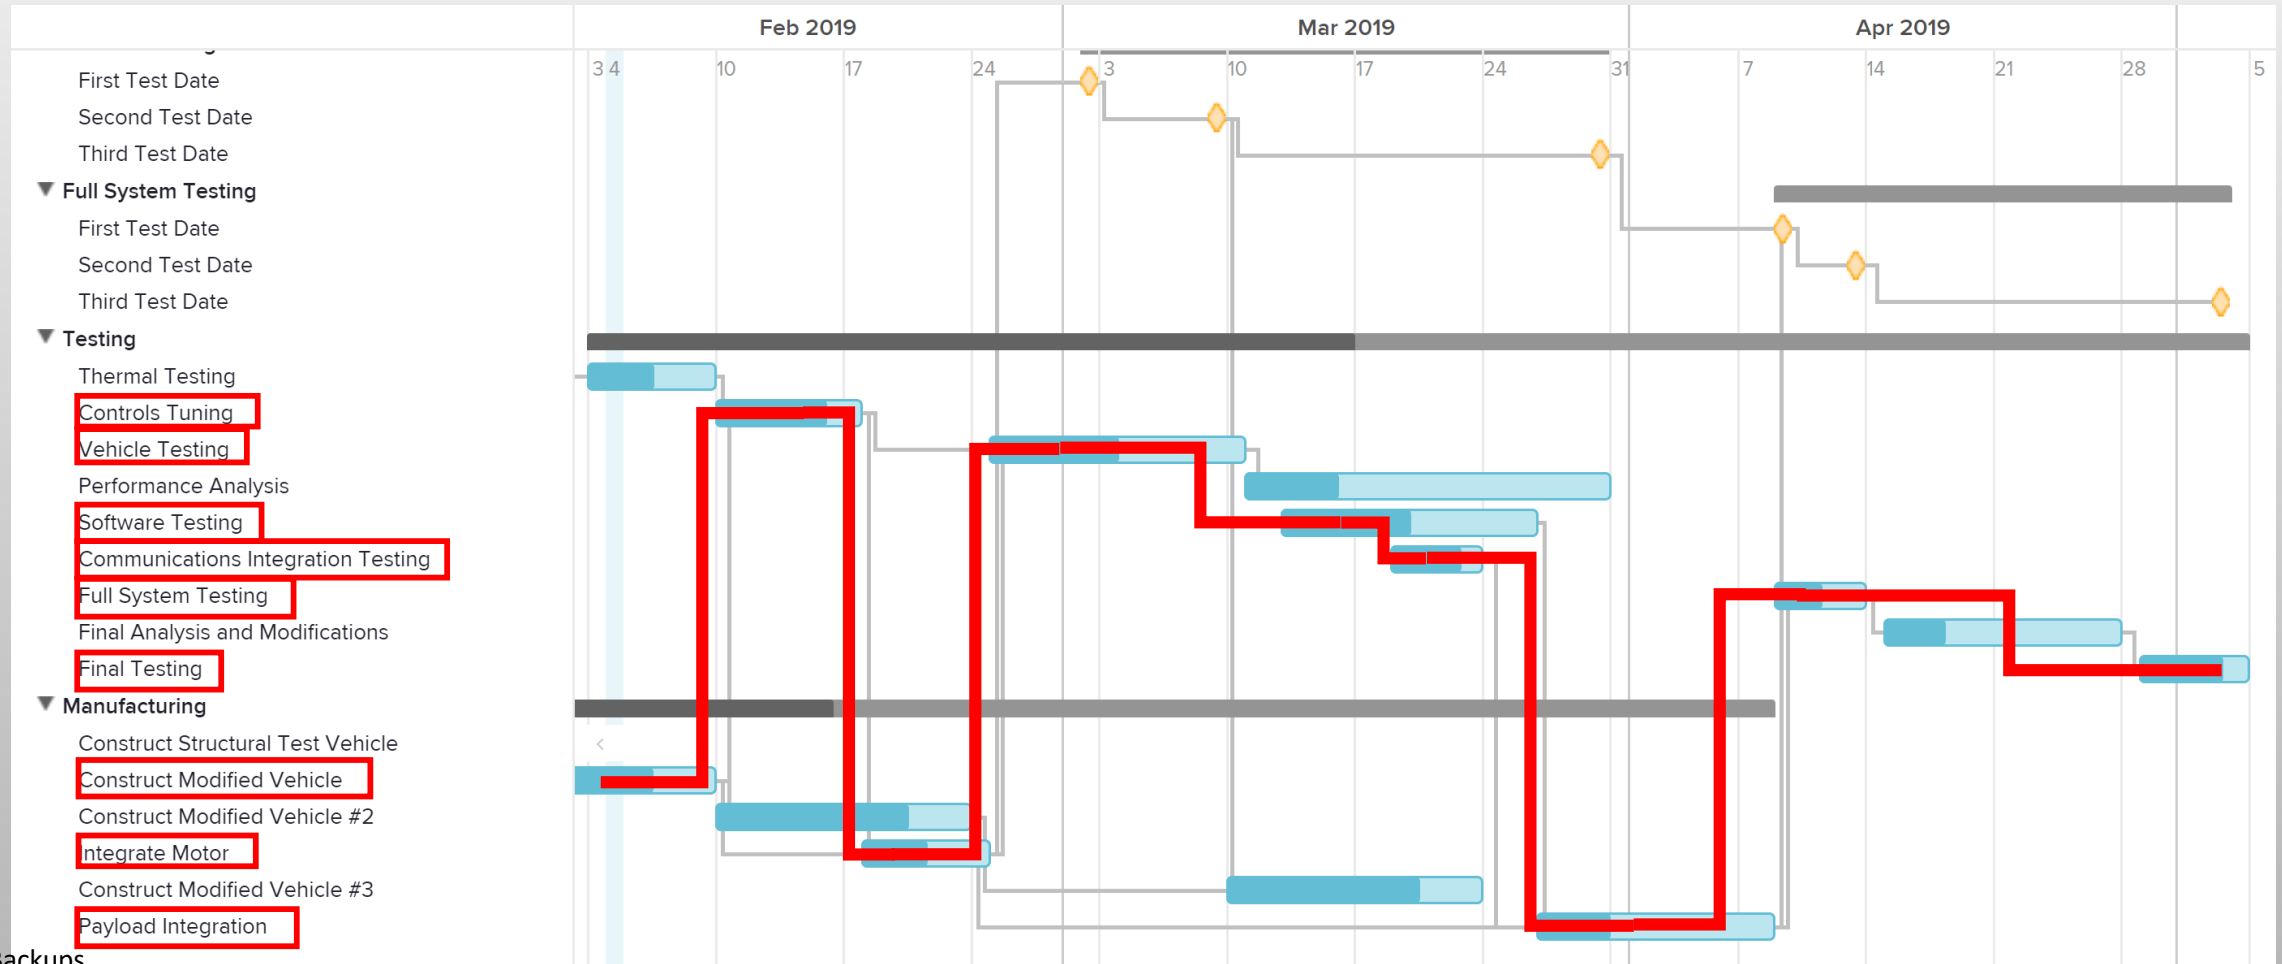 Feb 2019 Mar 2019 Apr 2019
3 4 10 17 24 3 10 17 24 31 7 14 21 28 5
First Test Date
Second Test Date
Third Test Date
Full System Testing
First Test Date
Second Test Date
Third Test Date
Testing
Thermal Testing
Controls Tuning
Vehicle Testing
Performance Analysis
Software Testing
Communications Integration Testing
Full System Testing
Final Analysis and Modifications
Final Testing
Manufacturing
Construct Structural Test Vehicle
Construct Modified Vehicle
Construct Modified Vehicle #2
Integrate Motor
Construct Modified Vehicle #3
Payload Integration
Backups